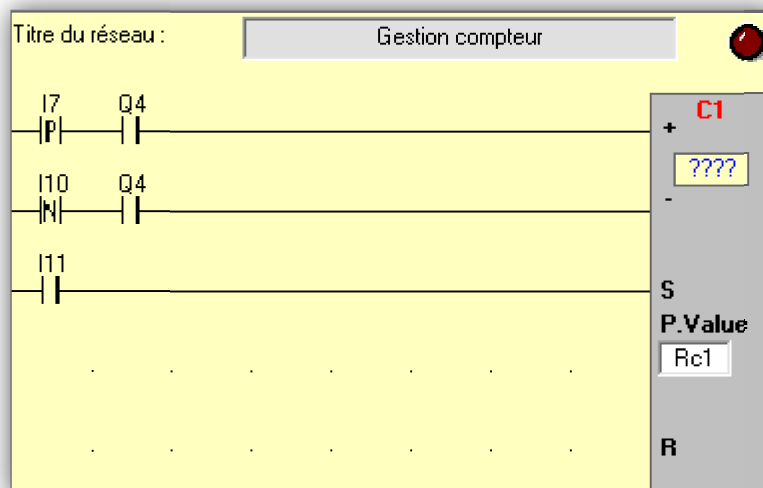 Titre du réseau :
Gestion compteur
I7 Q4
P
C1
+
????
I10 Q4
N
-
I11
S
P.Value
Rc1
R